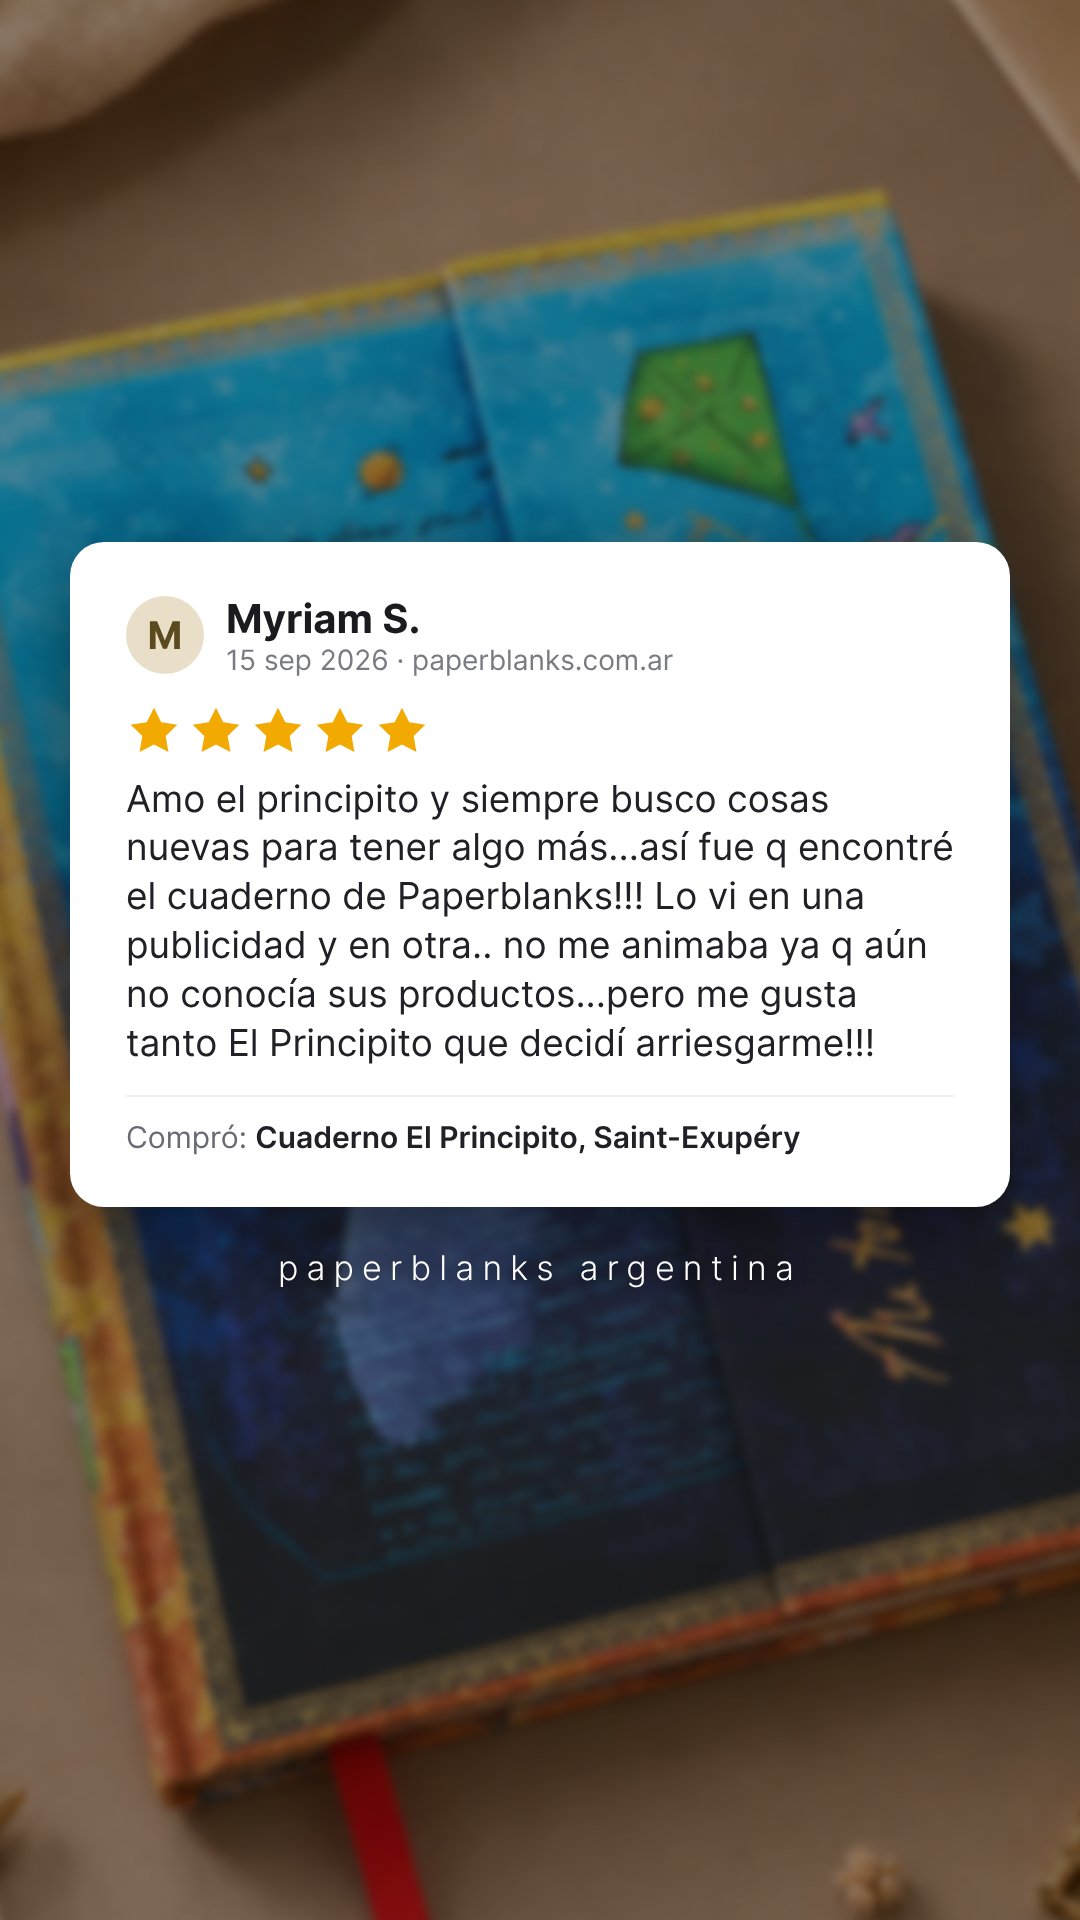 M
Myriam S.
15 sep 2026 · paperblanks.com.ar
Amo el principito y siempre busco cosas
nuevas para tener algo más...así fue q encontré
el cuaderno de Paperblanks!!! Lo vi en una
publicidad y en otra.. no me animaba ya q aún
no conocía sus productos...pero me gusta
tanto El Principito que decidí arriesgarme!!!
Compró: Cuaderno El Principito, Saint-Exupéry
paperblanks argentina